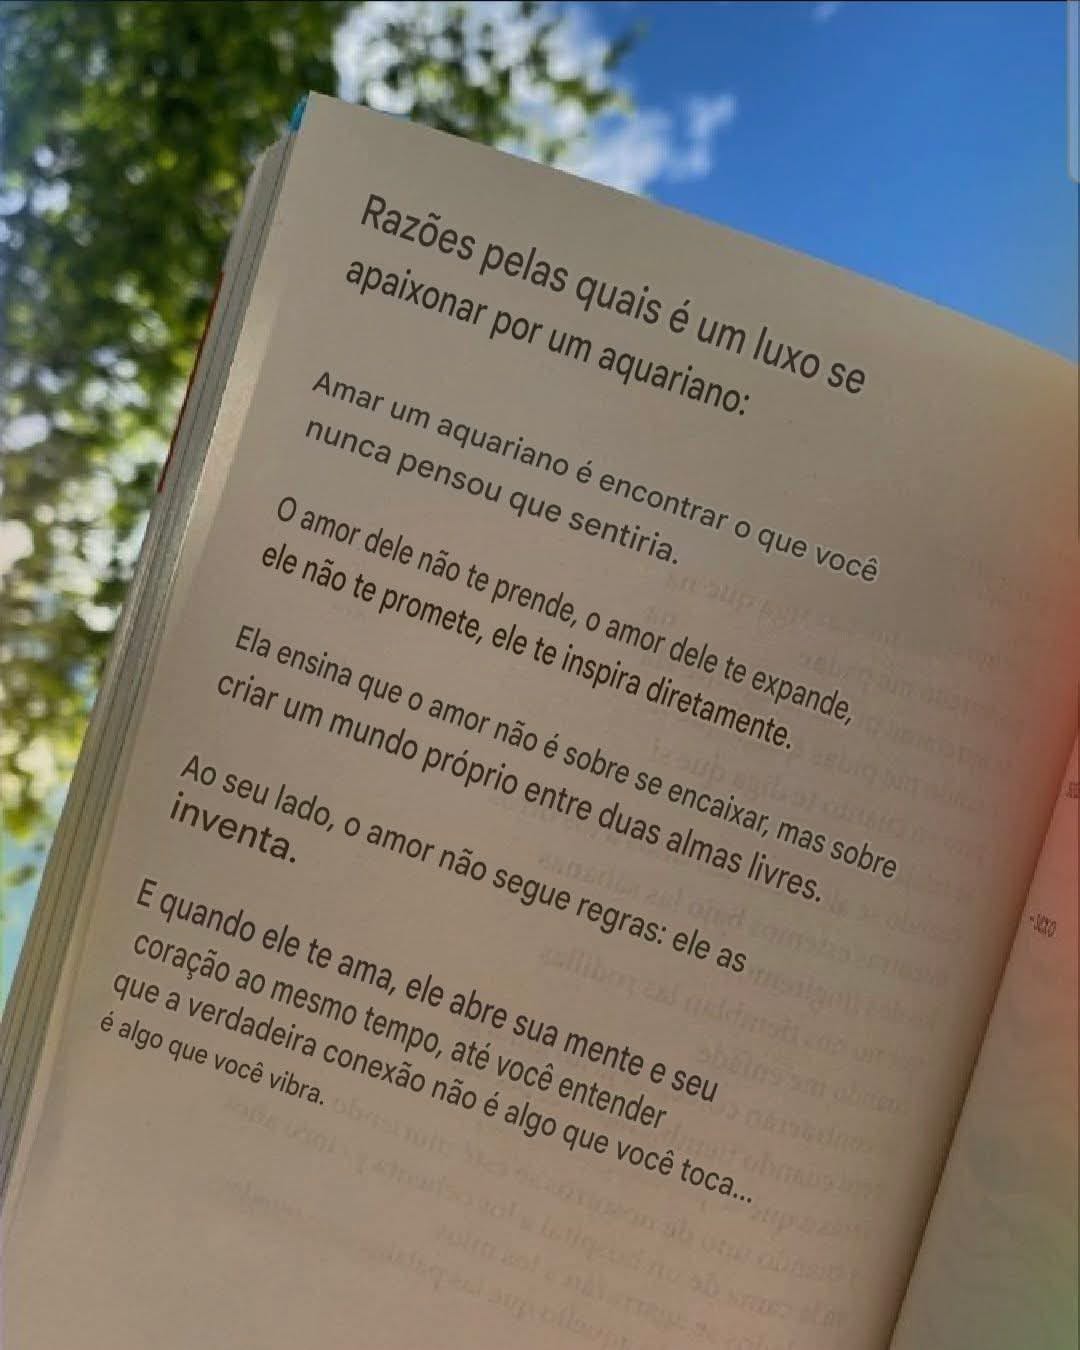 Razões pelas quais é um luxo se
apaixonar por um aquariano:
Amar um aquariano é encontrar o que você
nunca pensou que sentiria.
O amor dele não te prende, o amor dele te expande,
ele não te promete, ele te inspira diretamente.
Ela ensina que o amor não é sobre se encaixar, mas sobre
criar um mundo próprio entre duas almas livres.
Ao seu lado, o amor não segue regras: ele as
inventa.
E quando ele te ama, ele abre sua mente e seu
coração ao mesmo tempo, até você entender
que a verdadeira conexão não é algo que você toca...
é algo que você vibra.